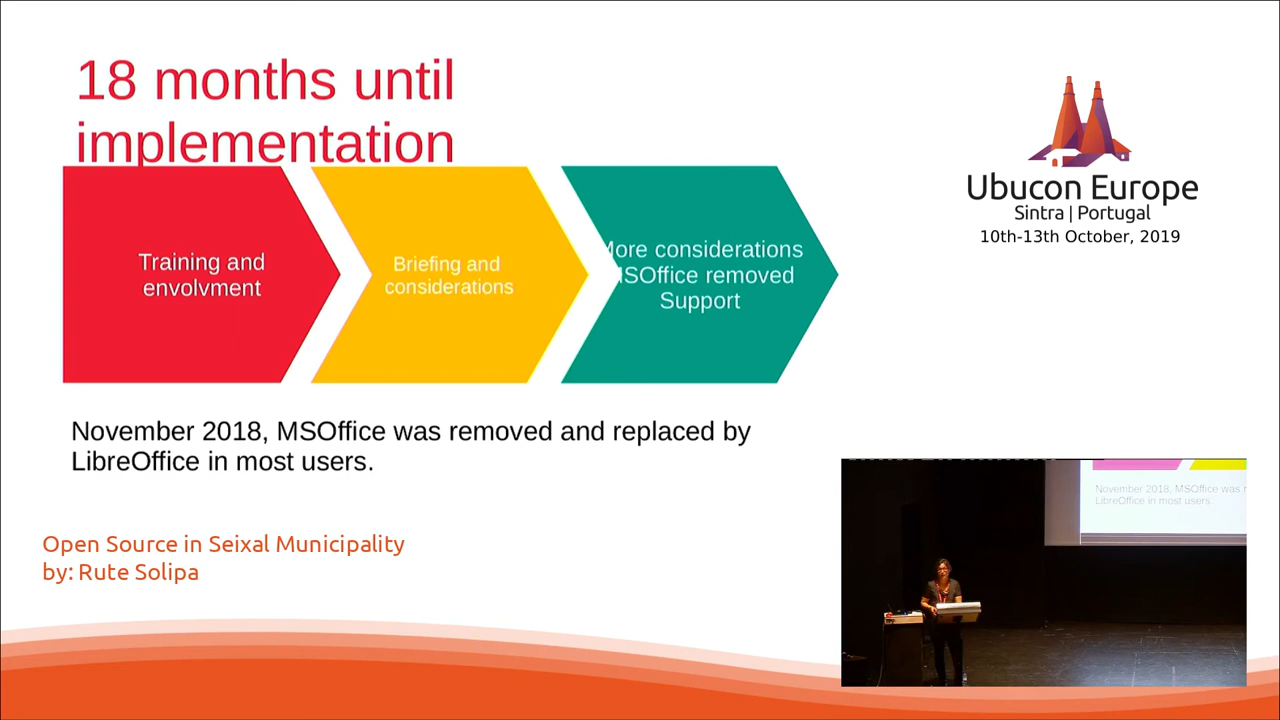 18 months until
implementation
Training and
envolvment
Briefing and
considerations
More considerations
MSOffice removed
Support
November 2018, MSOffice was removed and replaced by
LibreOffice in most users.
Open Source in Seixal Municipality
by: Rute Solipa
Ubucon Europe
Sintra | Portugal
10th-13th October, 2019
November 2018, MSOffice was
LibreOffice in most users.